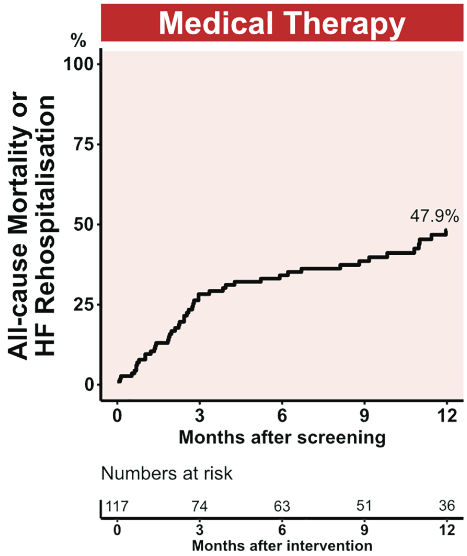 Medical Therapy
%
All-cause Mortality or
HF Rehospitalisation
100
75
50
25
0
47.9%
0 3 6 9 12
Months after screening
Numbers at risk
117 74 63 51 36
0 3 6 9 12
Months after intervention